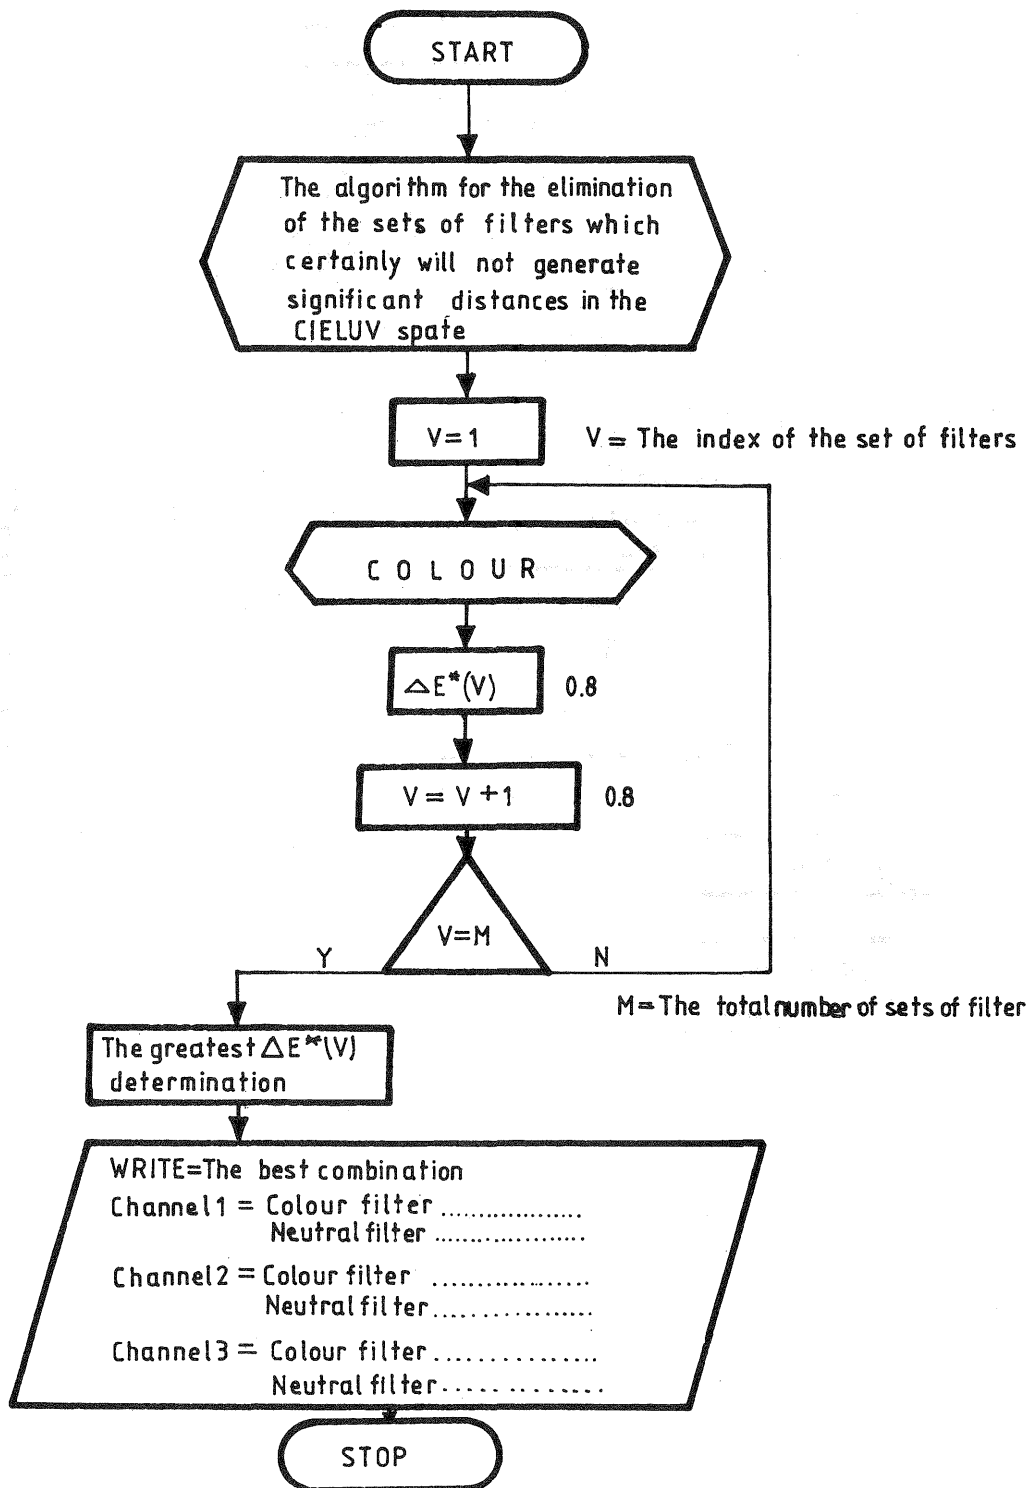 START
The algorithm for the elimination
of the sets of filters which
certainly will not generate
significant distances in the
CIELUV spafe
V=1
V= The index of the set of filters
COLOUR
△E*(V)
0.8
V=V+1
0.8
V=M
Y
N
M=The total number of sets of filter
The greatest △E*(V)
determination
WRITE=The best combination
Channel1 = Colour filter ....................
Neutral filter ......................
Channel2 = Colour filter ....................
Neutral filter ....................
Channel3 = Colour filter ...................
Neutral filter ...................
STOP